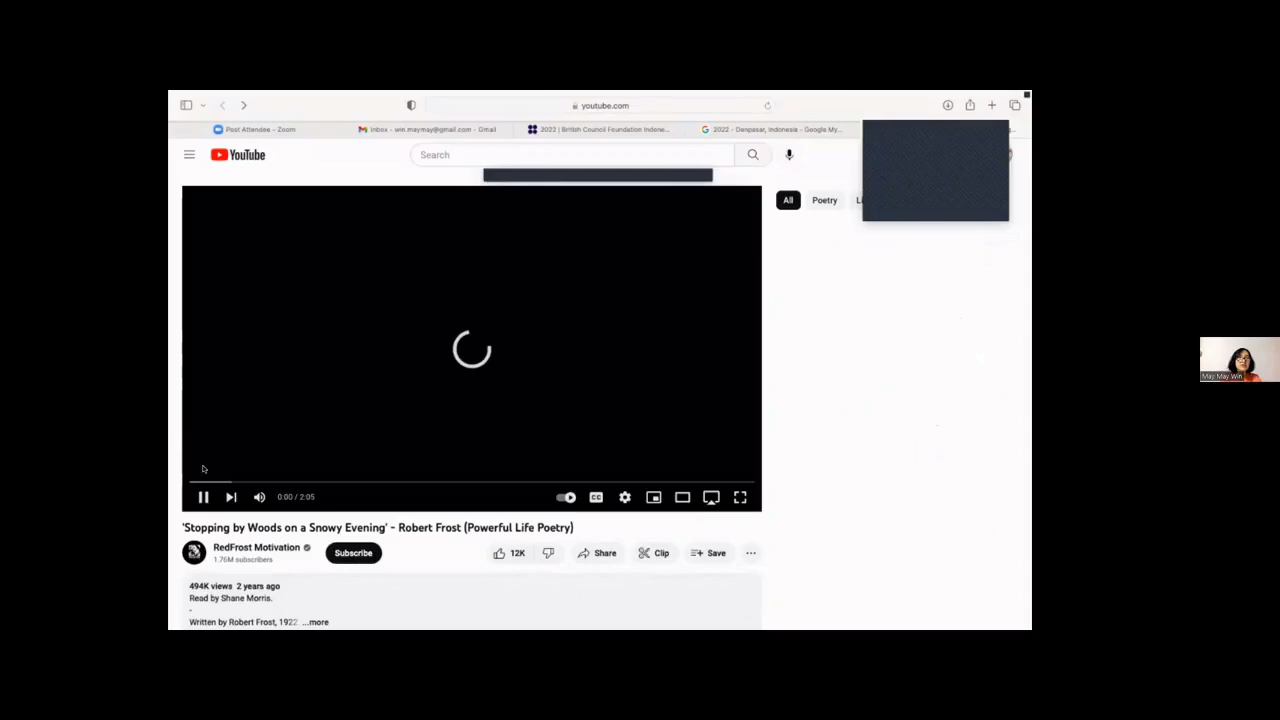 youtube.com
Post Attendee - Zoom
Inbox - win.maymay@gmail.com - Gmail
2022 | British Council Foundation Indone...
2022 - Denpasar, Indonesia - Google My...
YouTube
Search
All
Poetry
0:00 / 2:05
CC
'Stopping by Woods on a Snowy Evening' - Robert Frost (Powerful Life Poetry)
RedFrost Motivation
1.76M subscribers
Subscribe
12K
Share
Clip
Save
494K views 2 years ago
Read by Shane Morris.
-
Written by Robert Frost, 1922 ...more
May May Win